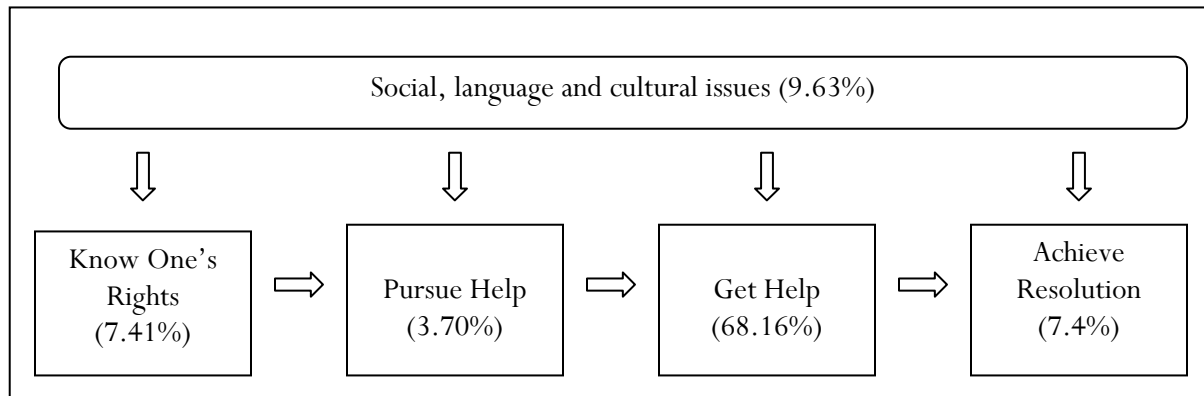 Social, language and cultural issues (9.63%)
Know One’s
Rights
(7.41%)
Pursue Help
(3.70%)
Get Help
(68.16%)
Achieve
Resolution
(7.4%)